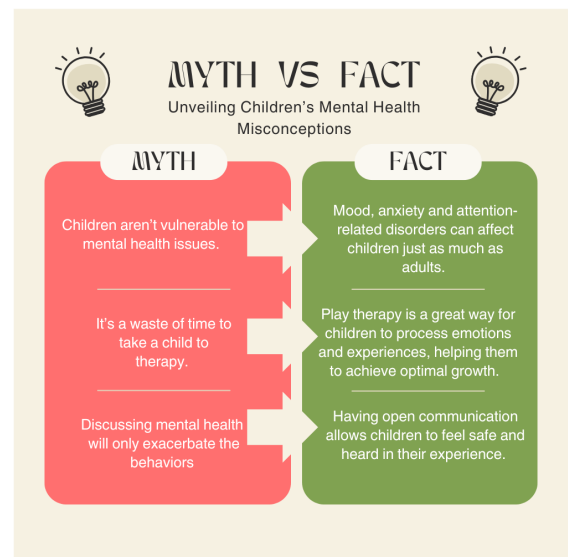 MYTH VS FACT
Unveiling Children's Mental Health
Misconceptions
MYTH
Children aren't vulnerable to
mental health issues.
It's a waste of time to
take a child to
therapy.
Discussing mental health
will only exacerbate the
behaviors
FACT
Mood, anxiety and attention-
related disorders can affect
children just as much as
adults.
Play therapy is a great way for
children to process emotions
and experiences, helping them
to achieve optimal growth.
Having open communication
allows children to feel safe and
heard in their experience.